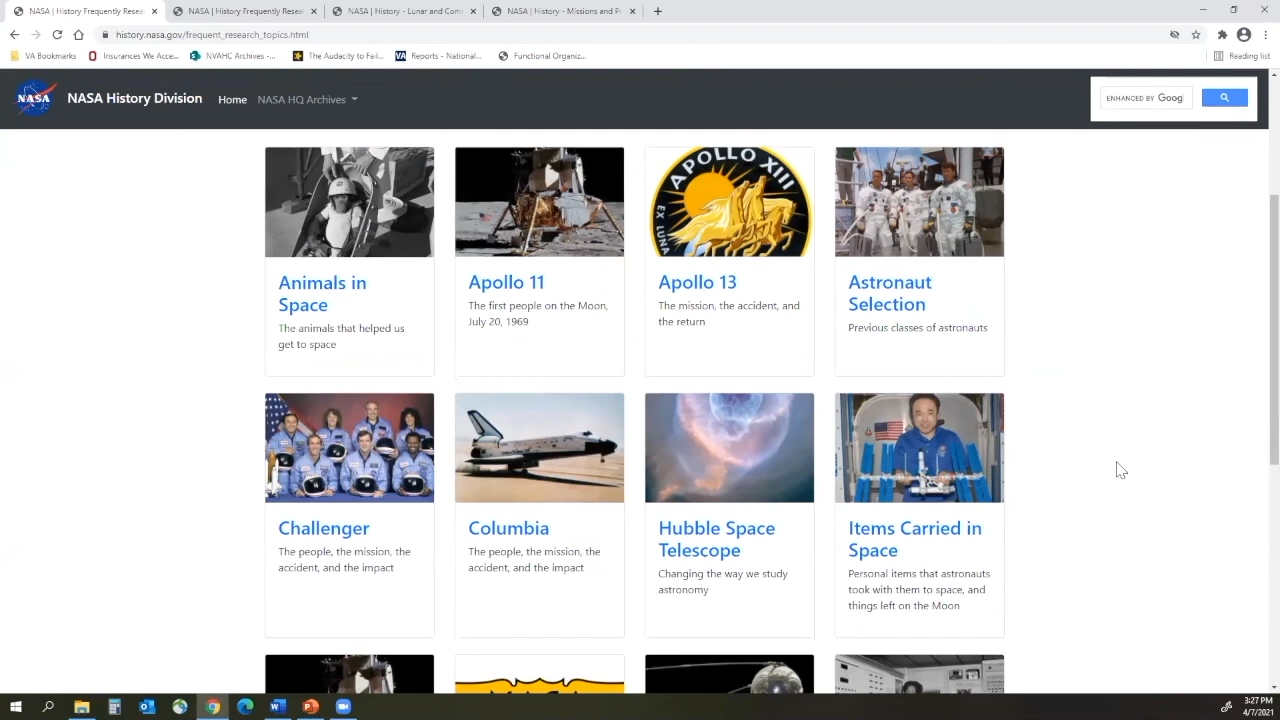 NASA | History Frequently Resea
NASA | History Frequently Resea
NASA | History - Lunar and Com
NASA | History - Missions and P
history.nasa.gov/frequent_research_topics.html
VA Bookmarks
Insurances We Acce...
NVAHC Archives -...
The Audacity to Fail...
VA
Reports - National...
Functional Organiz...
Reading list
NASA
NASA History Division
Home
NASA HQ Archives
ENHANCED BY Goog
APOLLO XIII
EX LUNA
Animals in
Space
The animals that helped us
get to space
Apollo 11
The first people on the Moon,
July 20, 1969
Apollo 13
The mission, the accident, and
the return
Astronaut
Selection
Previous classes of astronauts
Challenger
The people, the mission, the
accident, and the impact
Columbia
The people, the mission, the
accident, and the impact
Hubble Space
Telescope
Changing the way we study
astronomy
Items Carried in
Space
Personal items that astronauts
took with them to space, and
things left on the Moon
3:27 PM
4/7/2021